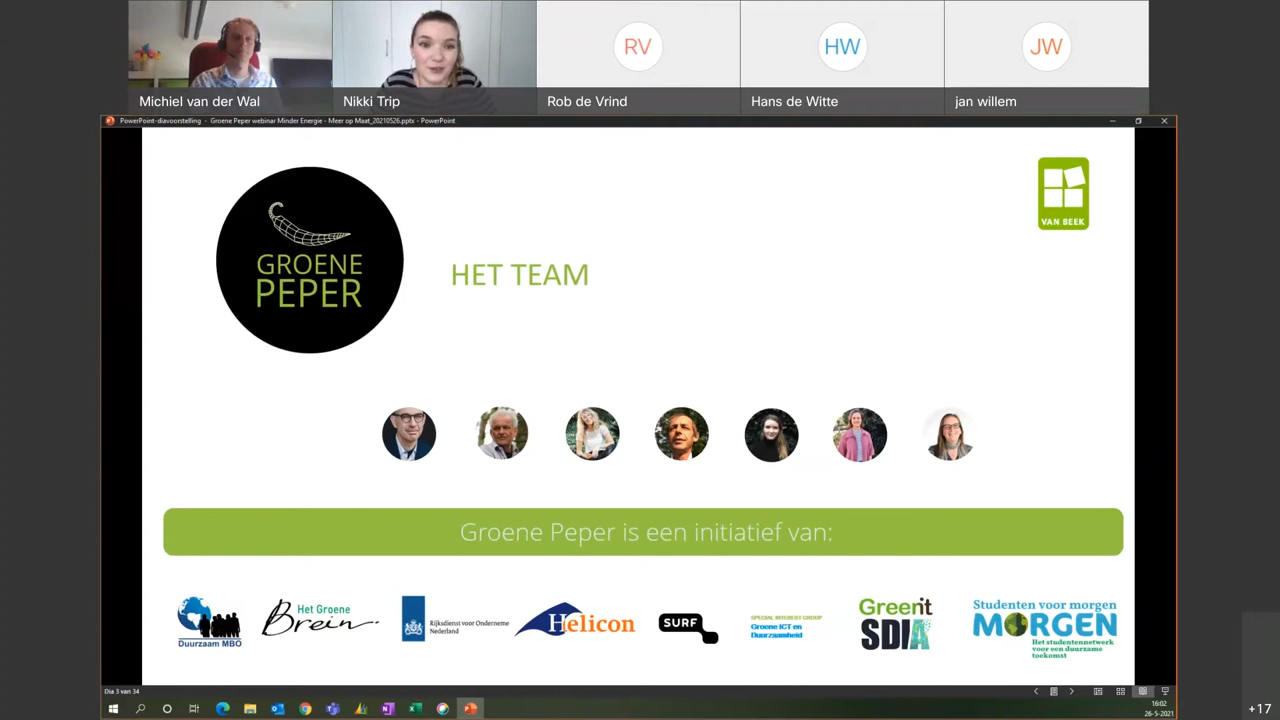 RV
HW
JW
Michiel van der Wal
Nikki Trip
Rob de Vrind
Hans de Witte
jan willem
PowerPoint-diavoorstelling - Groene Peper webinar Minder Energie - Meer op Maat_20210526.pptx - PowerPoint
VAN BEEK
GROENE
PEPER
HET TEAM
Groene Peper is een initiatief van:
Duurzaam MBO
Het Groene
Brein
Rijksdienst voor Ondernemend
Nederland
Helicon
SURF
SPECIAL INTEREST GROUP
Groene ICT en
Duurzaamheid
Green it
SDIA
Studenten voor morgen
MORGEN
Het studentennetwerk
voor een duurzame
toekomst
Dia 3 van 34
16:02
26-5-2021
+17